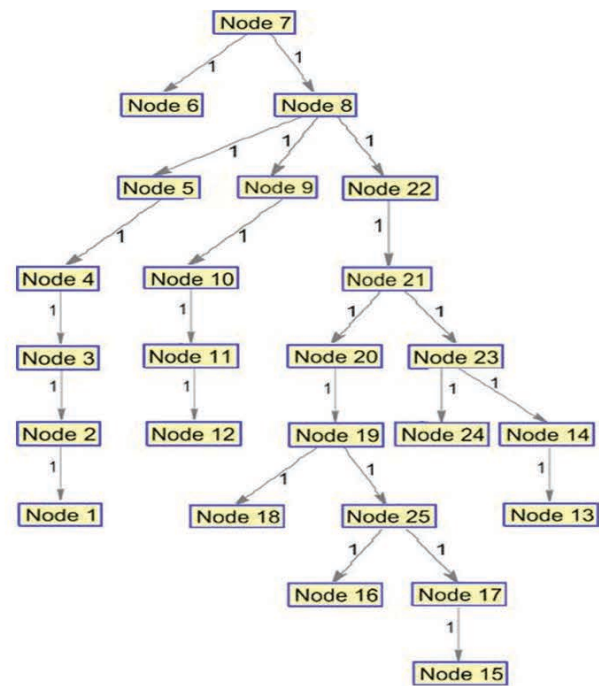 Node 7
1 1
Node 6 Node 8
1 1 1
Node 5 Node 9 Node 22
1 1 1
Node 4 Node 10 Node 21
1 1 1 1
Node 3 Node 11 Node 20 Node 23
1 1 1 1 1
Node 2 Node 12 Node 19 Node 24 Node 14
1 1 1 1
Node 1 Node 18 Node 25 Node 13
1 1
Node 16 Node 17
1
Node 15